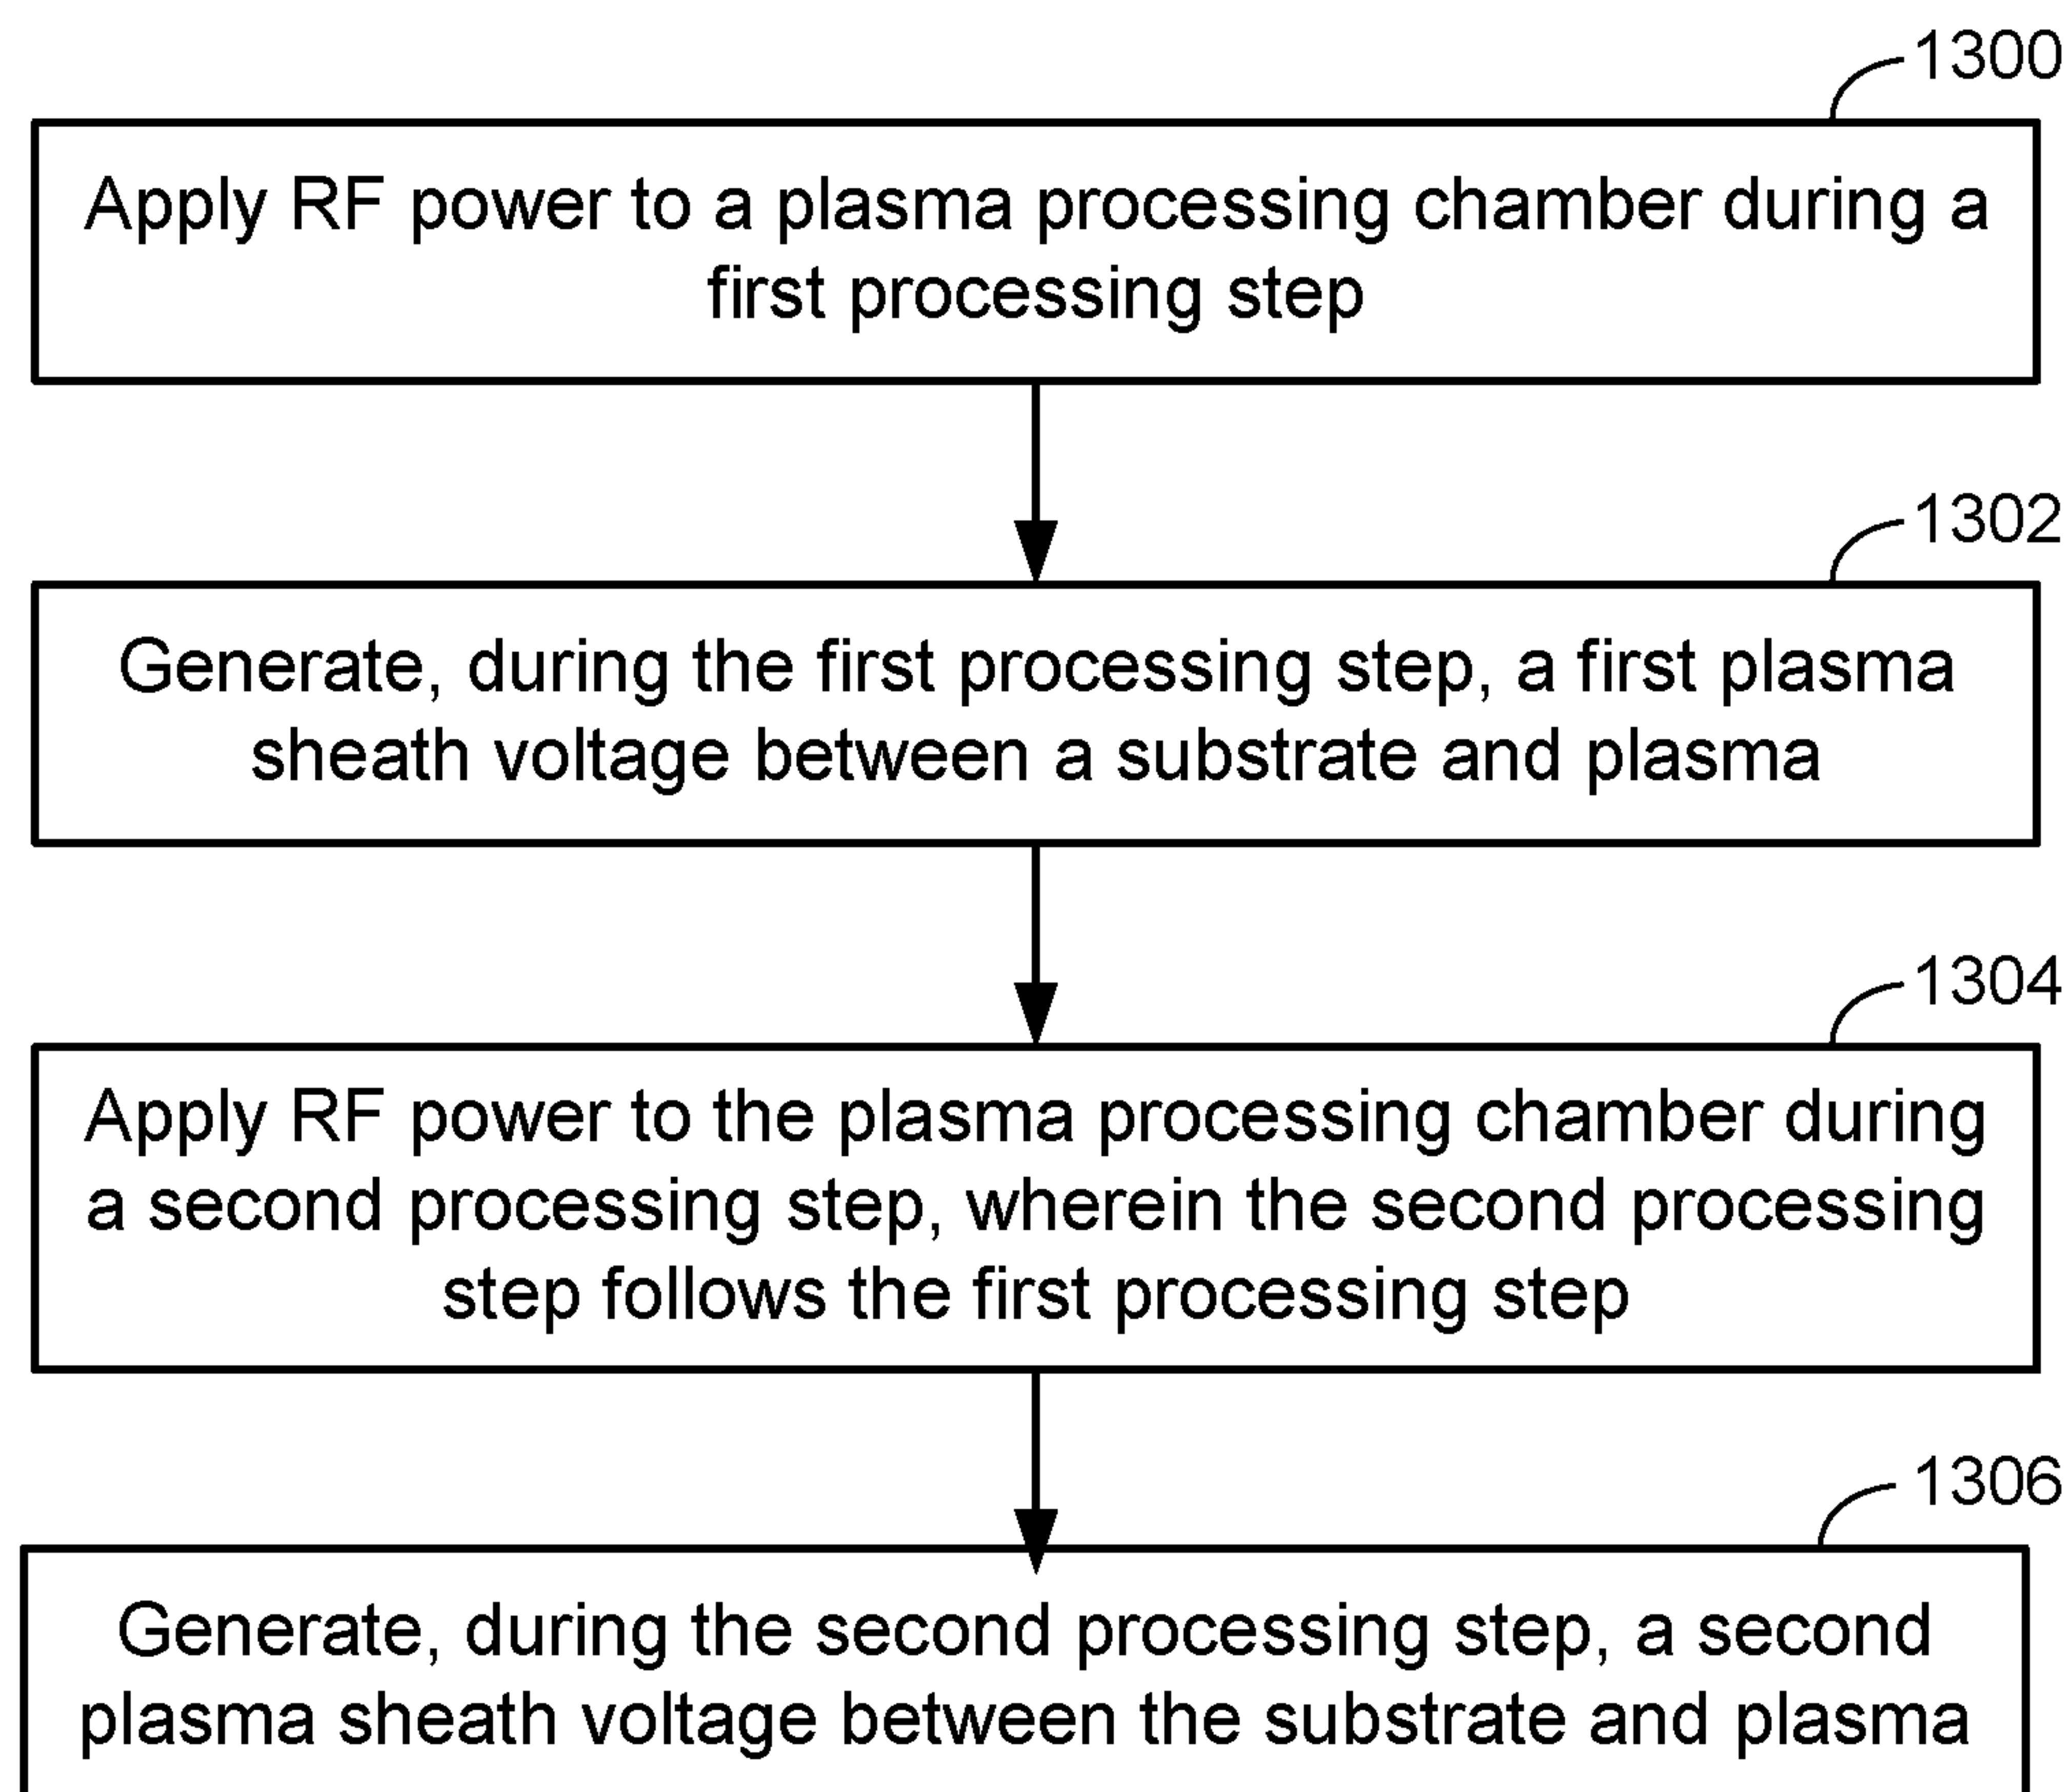 1300
Apply RF power to a plasma processing chamber during a
first processing step
1302
Generate, during the first processing step, a first plasma
sheath voltage between a substrate and plasma
1304
Apply RF power to the plasma processing chamber during
a second processing step, wherein the second processing
step follows the first processing step
1306
Generate, during the second processing step, a second
plasma sheath voltage between the substrate and plasma